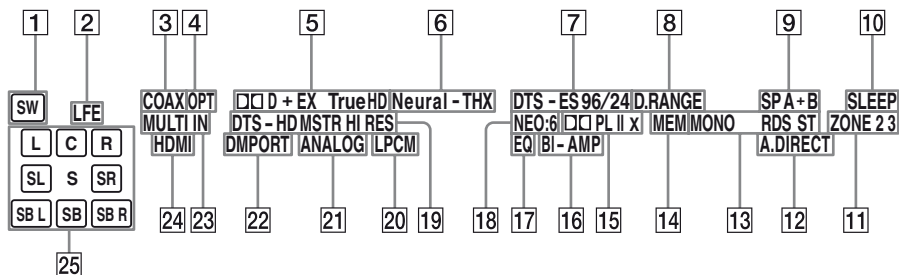 1 2 3 4 5 6 7 8 9 10
SW LFE COAX OPT D + EX TrueHD Neural - THX DTS - ES 96/24 D.RANGE SP A + B SLEEP
MULTI IN DTS - HD MSTR HI RES NEO:6 PL II X MEM MONO RDS ST ZONE 2 3
L C R HDMI DMPORT ANALOG LPCM EQ BI - AMP A.DIRECT
SL S SR
SB L SB SB R
24 23 22 21 20 19 18 17 16 15 14 13 12 11
25